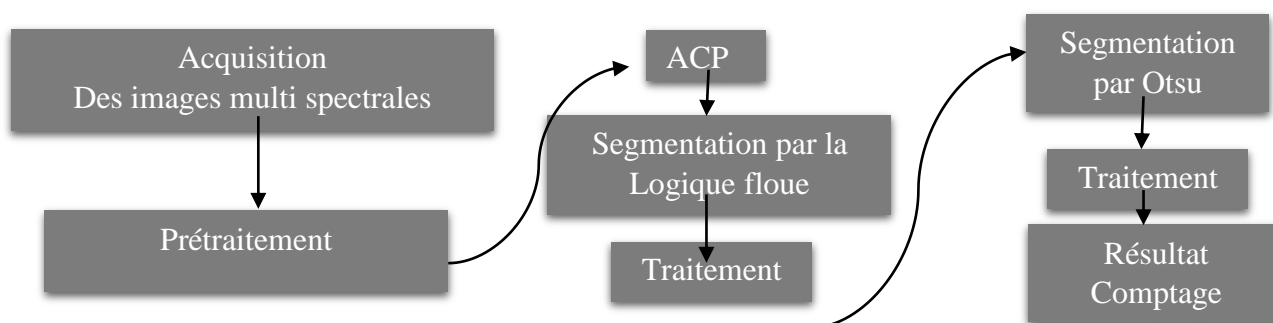 Acquisition
Des images multi spectrales
Prétraitement
ACP
Segmentation par la
Logique floue
Traitement
Segmentation
par Otsu
Traitement
Résultat
Comptage